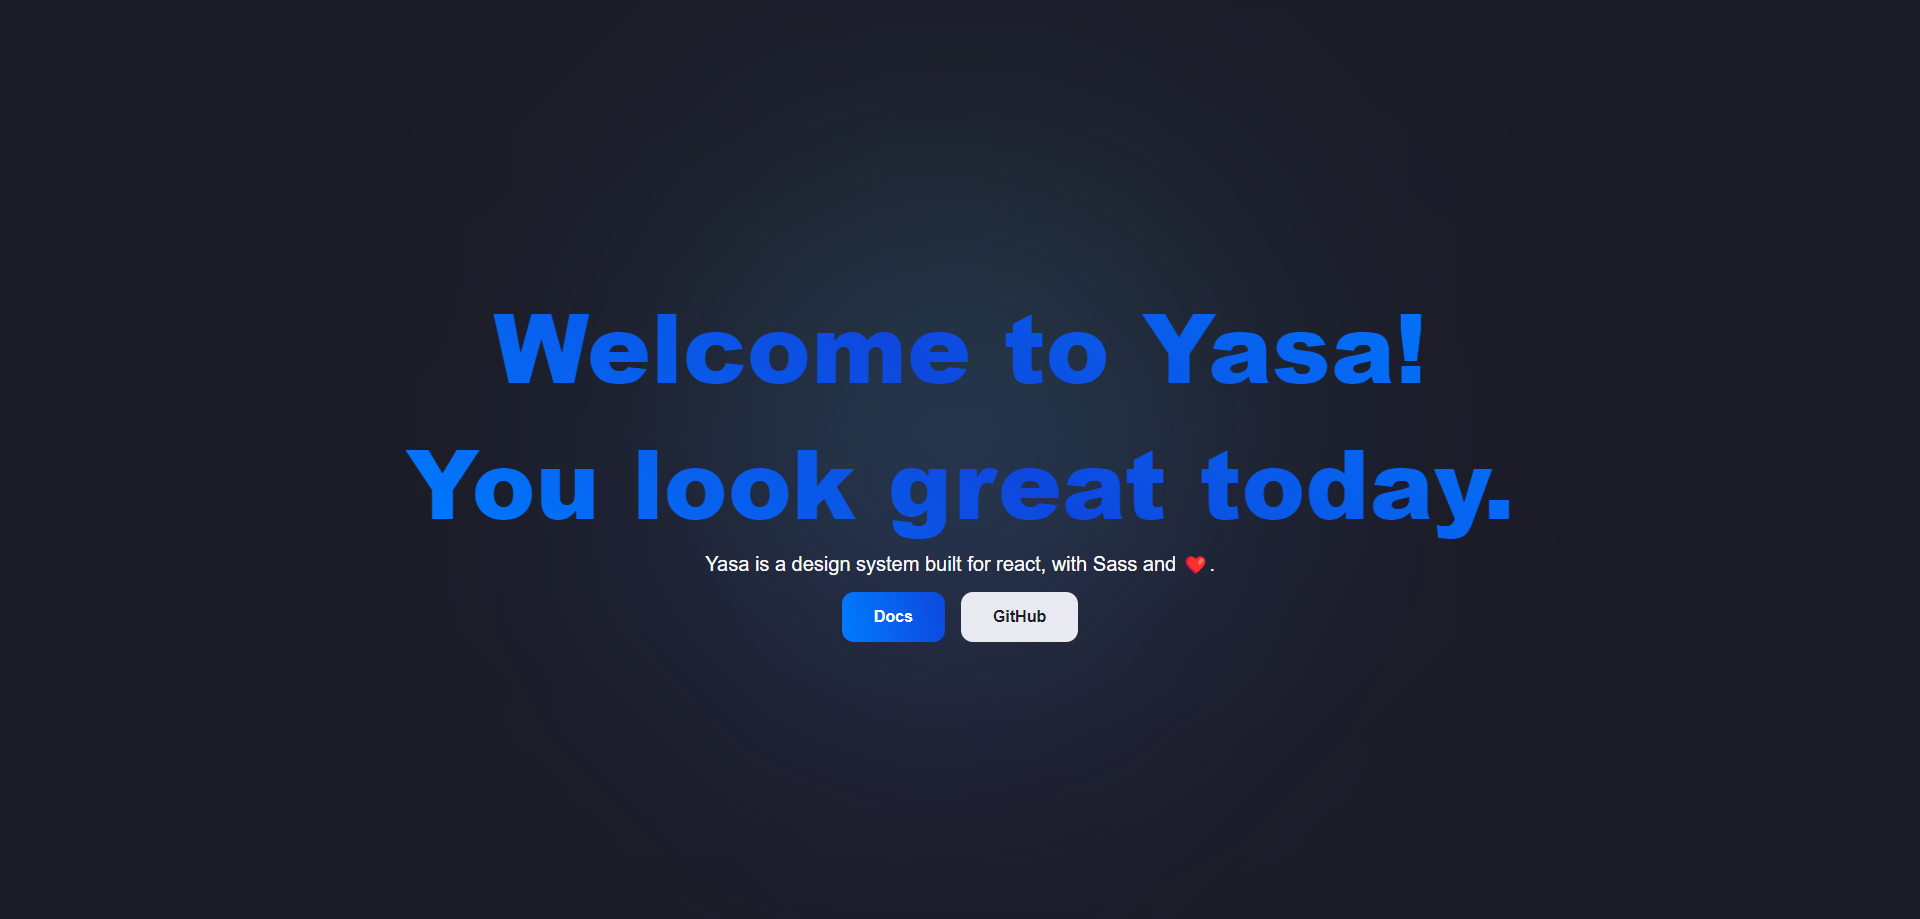 Welcome to Yasa!
You look great today.
Yasa is a design system built for react, with Sass and ❤️.
Docs
GitHub